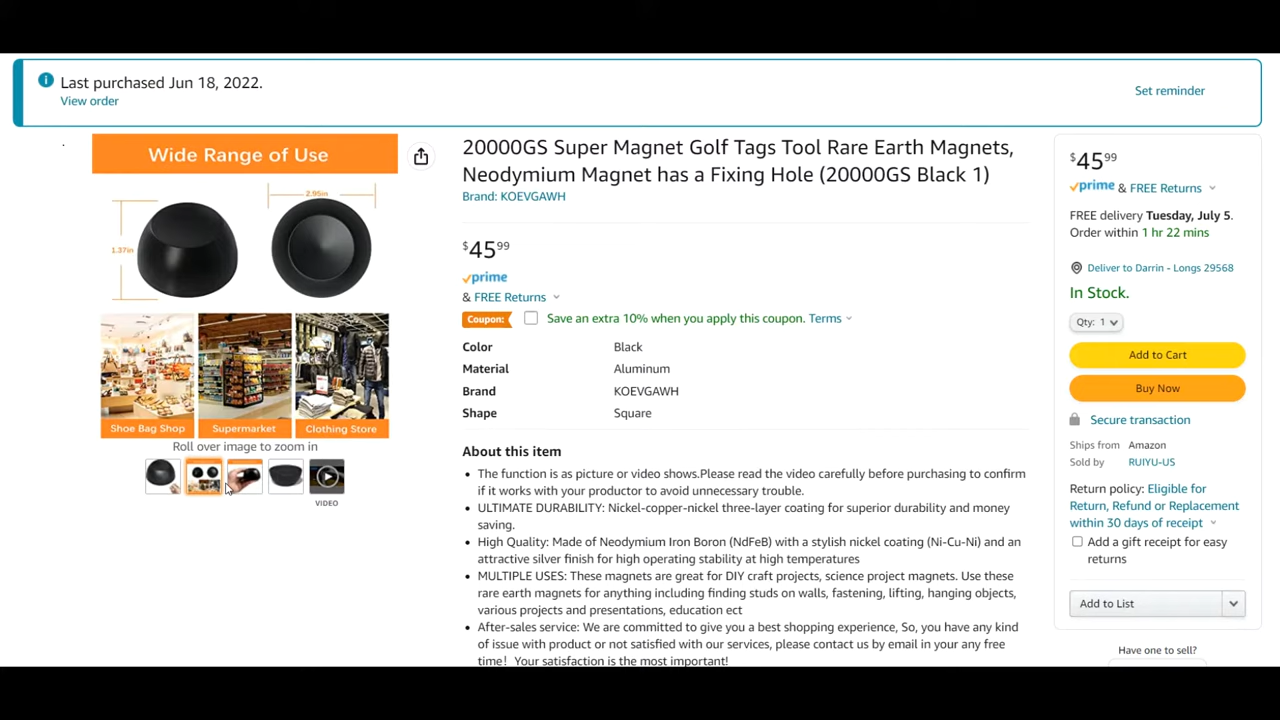 Last purchased Jun 18, 2022.
View order
Set reminder
Wide Range of Use
2.95in
1.37in
Shoe Bag Shop
Supermarket
Clothing Store
Roll over image to zoom in
VIDEO
20000GS Super Magnet Golf Tags Tool Rare Earth Magnets,
Neodymium Magnet has a Fixing Hole (20000GS Black 1)
Brand: KOEVGAWH
$45 99
prime
& FREE Returns
Coupon:
Save an extra 10% when you apply this coupon. Terms
Color Black
Material Aluminum
Brand KOEVGAWH
Shape Square
About this item
• The function is as picture or video shows.Please read the video carefully before purchasing to confirm
if it works with your productor to avoid unnecessary trouble.
• ULTIMATE DURABILITY: Nickel-copper-nickel three-layer coating for superior durability and money
saving.
• High Quality: Made of Neodymium Iron Boron (NdFeB) with a stylish nickel coating (Ni-Cu-Ni) and an
attractive silver finish for high operating stability at high temperatures
• MULTIPLE USES: These magnets are great for DIY craft projects, science project magnets. Use these
rare earth magnets for anything including finding studs on walls, fastening, lifting, hanging objects,
various projects and presentations, education ect
• After-sales service: We are committed to give you a best shopping experience, So, you have any kind
of issue with product or not satisfied with our services, please contact us by email in your any free
time! Your satisfaction is the most important!
$45 99
prime & FREE Returns
FREE delivery Tuesday, July 5.
Order within 1 hr 22 mins
Deliver to Darrin - Longs 29568
In Stock.
Qty: 1
Add to Cart
Buy Now
Secure transaction
Ships from Amazon
Sold by RUIYU-US
Return policy: Eligible for
Return, Refund or Replacement
within 30 days of receipt
Add a gift receipt for easy
returns
Add to List
Have one to sell?